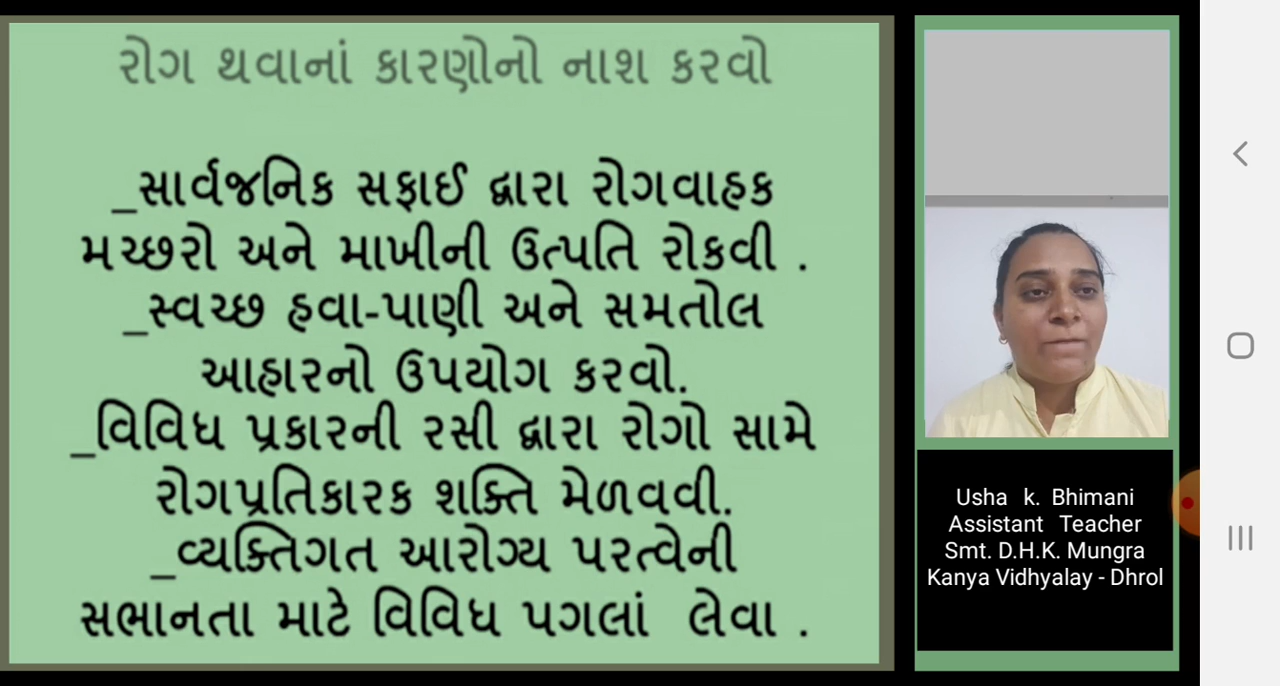 રોગ થવાનાં કારણોનો નાશ કરવો
_સાર્વજનિક સફાઈ દ્વારા રોગવાહક
મચ્છરો અને માખીની ઉત્પતિ રોકવી .
_સ્વચ્છ હવા-પાણી અને સમતોલ
આહારનો ઉપયોગ કરવો.
_વિવિધ પ્રકારની રસી દ્વારા રોગો સામે
રોગપ્રતિકારક શક્તિ મેળવવી.
_વ્યક્તિગત આરોગ્ય પરત્વેની
સભાનતા માટે વિવિધ પગલાં લેવા .
Usha k. Bhimani
Assistant Teacher
Smt. D.H.K. Mungra
Kanya Vidhyalay - Dhrol